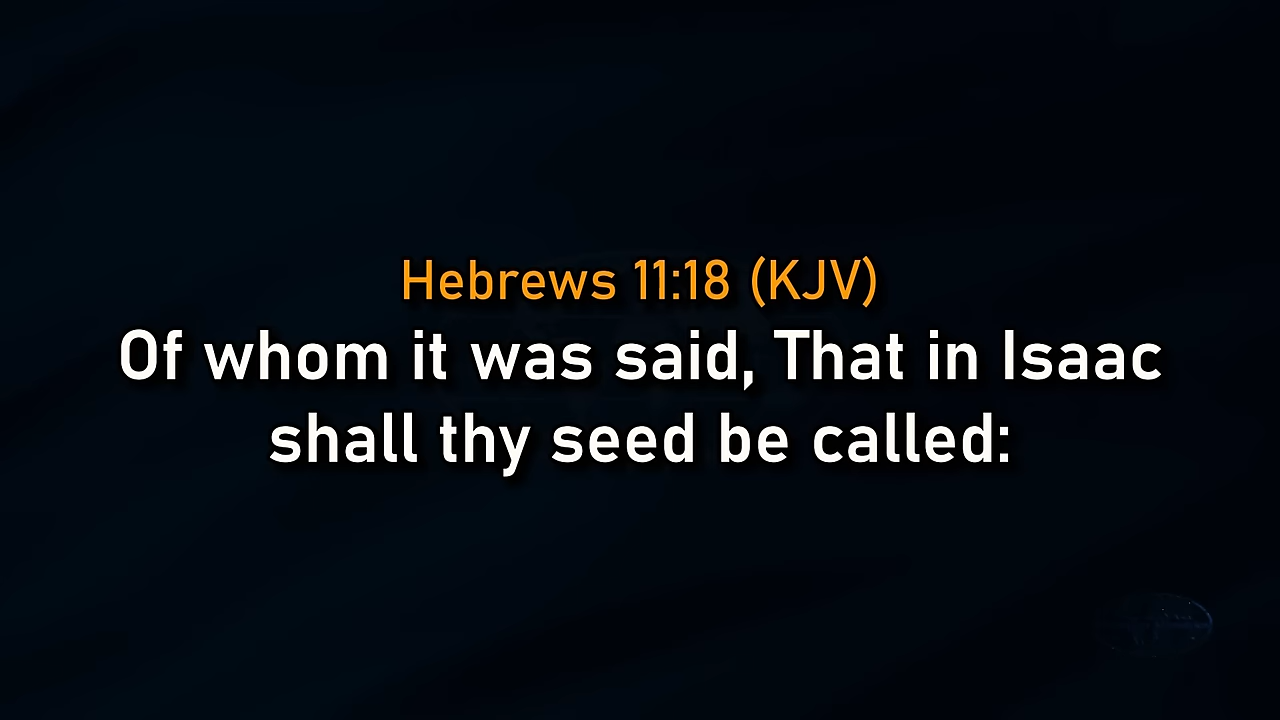 Hebrews 11:18 (KJV)
Of whom it was said, That in Isaac
shall thy seed be called: